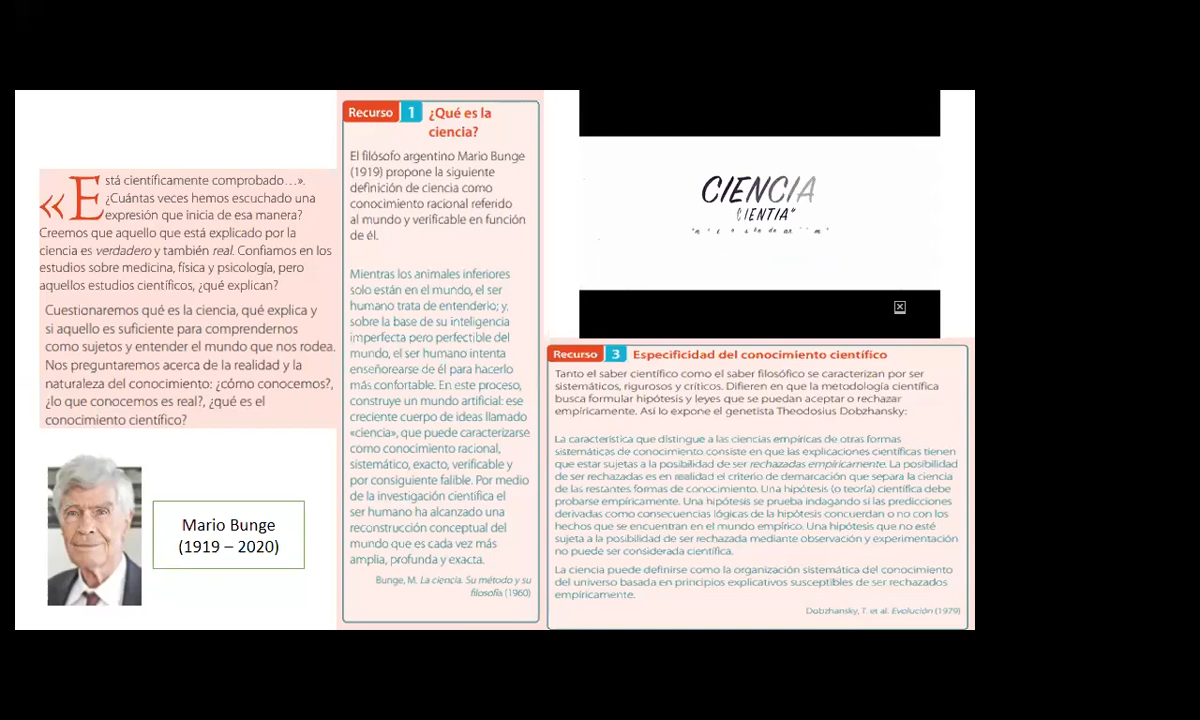 «Está científicamente comprobado…».
¿Cuántas veces hemos escuchado una
expresión que inicia de esa manera?
Creemos que aquello que está explicado por la
ciencia es verdadero y también real. Confiamos en los
estudios sobre medicina, física y psicología, pero
aquellos estudios científicos, ¿qué explican?
Cuestionaremos qué es la ciencia, qué explica y
si aquello es suficiente para comprendernos
como sujetos y entender el mundo que nos rodea.
Nos preguntaremos acerca de la realidad y la
naturaleza del conocimiento: ¿cómo conocemos?,
¿lo que conocemos es real?, ¿qué es el
conocimiento científico?
Mario Bunge
(1919 – 2020)
Recurso 1 ¿Qué es la
ciencia?
El filósofo argentino Mario Bunge
(1919) propone la siguiente
definición de ciencia como
conocimiento racional referido
al mundo y verificable en función
de él.
Mientras los animales inferiores
solo están en el mundo, el ser
humano trata de entenderlo; y,
sobre la base de su inteligencia
imperfecta pero perfectible del
mundo, el ser humano intenta
enseñorearse de él para hacerlo
más confortable. En este proceso,
construye un mundo artificial: ese
creciente cuerpo de ideas llamado
«ciencia», que puede caracterizarse
como conocimiento racional,
sistemático, exacto, verificable y
por consiguiente falible. Por medio
de la investigación científica el
ser humano ha alcanzado una
reconstrucción conceptual del
mundo que es cada vez más
amplia, profunda y exacta.
Bunge, M. La ciencia. Su método y su
filosofía (1960)
CIENCIA
CIENTIA"
Recurso 3 Especificidad del conocimiento científico
Tanto el saber científico como el saber filosófico se caracterizan por ser
sistemáticos, rigurosos y críticos. Difieren en que la metodología científica
busca formular hipótesis y leyes que se puedan aceptar o rechazar
empíricamente. Así lo expone el genetista Theodosius Dobzhansky:
La característica que distingue a las ciencias empíricas de otras formas
sistemáticas de conocimiento consiste en que las explicaciones científicas tienen
que estar sujetas a la posibilidad de ser rechazadas empíricamente. La posibilidad
de ser rechazadas es en realidad el criterio de demarcación que separa la ciencia
de las restantes formas de conocimiento. Una hipótesis (o teoría) científica debe
probarse empíricamente. Una hipótesis se prueba indagando si las predicciones
derivadas como consecuencias lógicas de la hipótesis concuerdan o no con los
hechos que se encuentran en el mundo empírico. Una hipótesis que no esté
sujeta a la posibilidad de ser rechazada mediante observación y experimentación
no puede ser considerada científica.
La ciencia puede definirse como la organización sistemática del conocimiento
del universo basada en principios explicativos susceptibles de ser rechazados
empíricamente.
Dobzhansky, T. et al. Evolución (1979)